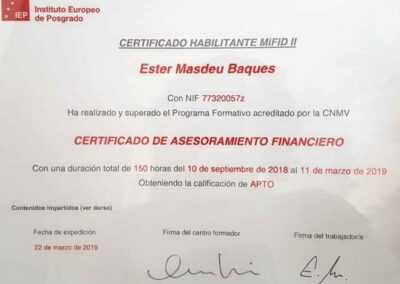 IEP
Instituto Europeo
de Posgrado
CERTIFICADO HABILITANTE MiFID II
Ester Masdeu Baques
Con NIF 77320057z
Ha realizado y superado el Programa Formativo acreditado por la CNMV
CERTIFICADO DE ASESORAMIENTO FINANCIERO
Con una duración total de 150 horas del 10 de septiembre de 2018 al 11 de marzo de 2019
Obteniendo la calificación de APTO
Contenidos impartidos (ver dorso)
Fecha de expedición
Firma del centro formador
Firma del trabajador/a
22 de marzo de 2019